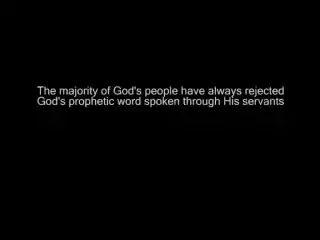 The majority of God's people have always rejected
God's prophetic word spoken through His servants